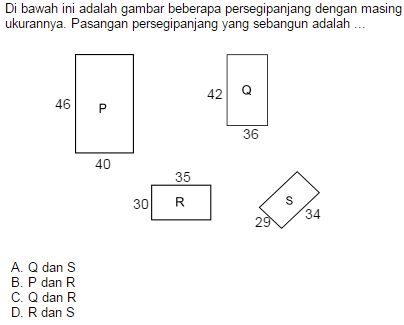 Di bawah ini adalah gambar beberapa persegipanjang dengan masing
ukurannya. Pasangan persegipanjang yang sebangun adalah ...
46
P
40
42
Q
36
35
30
R
S
29
34
A. Q dan S
B. P dan R
C. Q dan R
D. R dan S